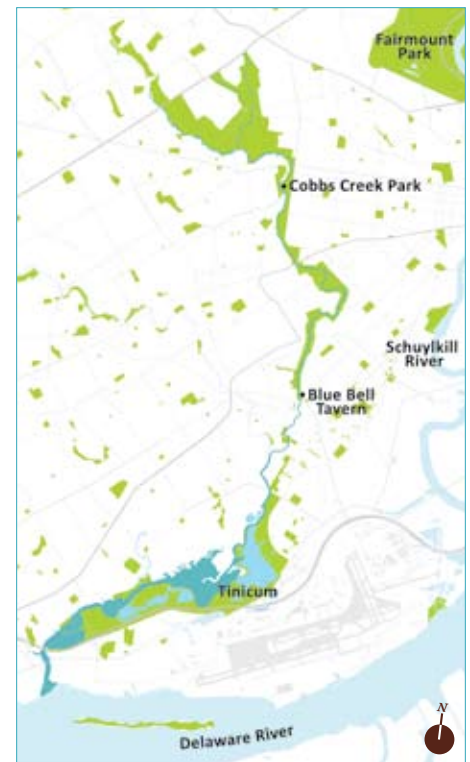 Fairmount
Park
Cobbs Creek Park
Schuylkill
River
Blue Bell
Tavern
Tinicum
N
Delaware River